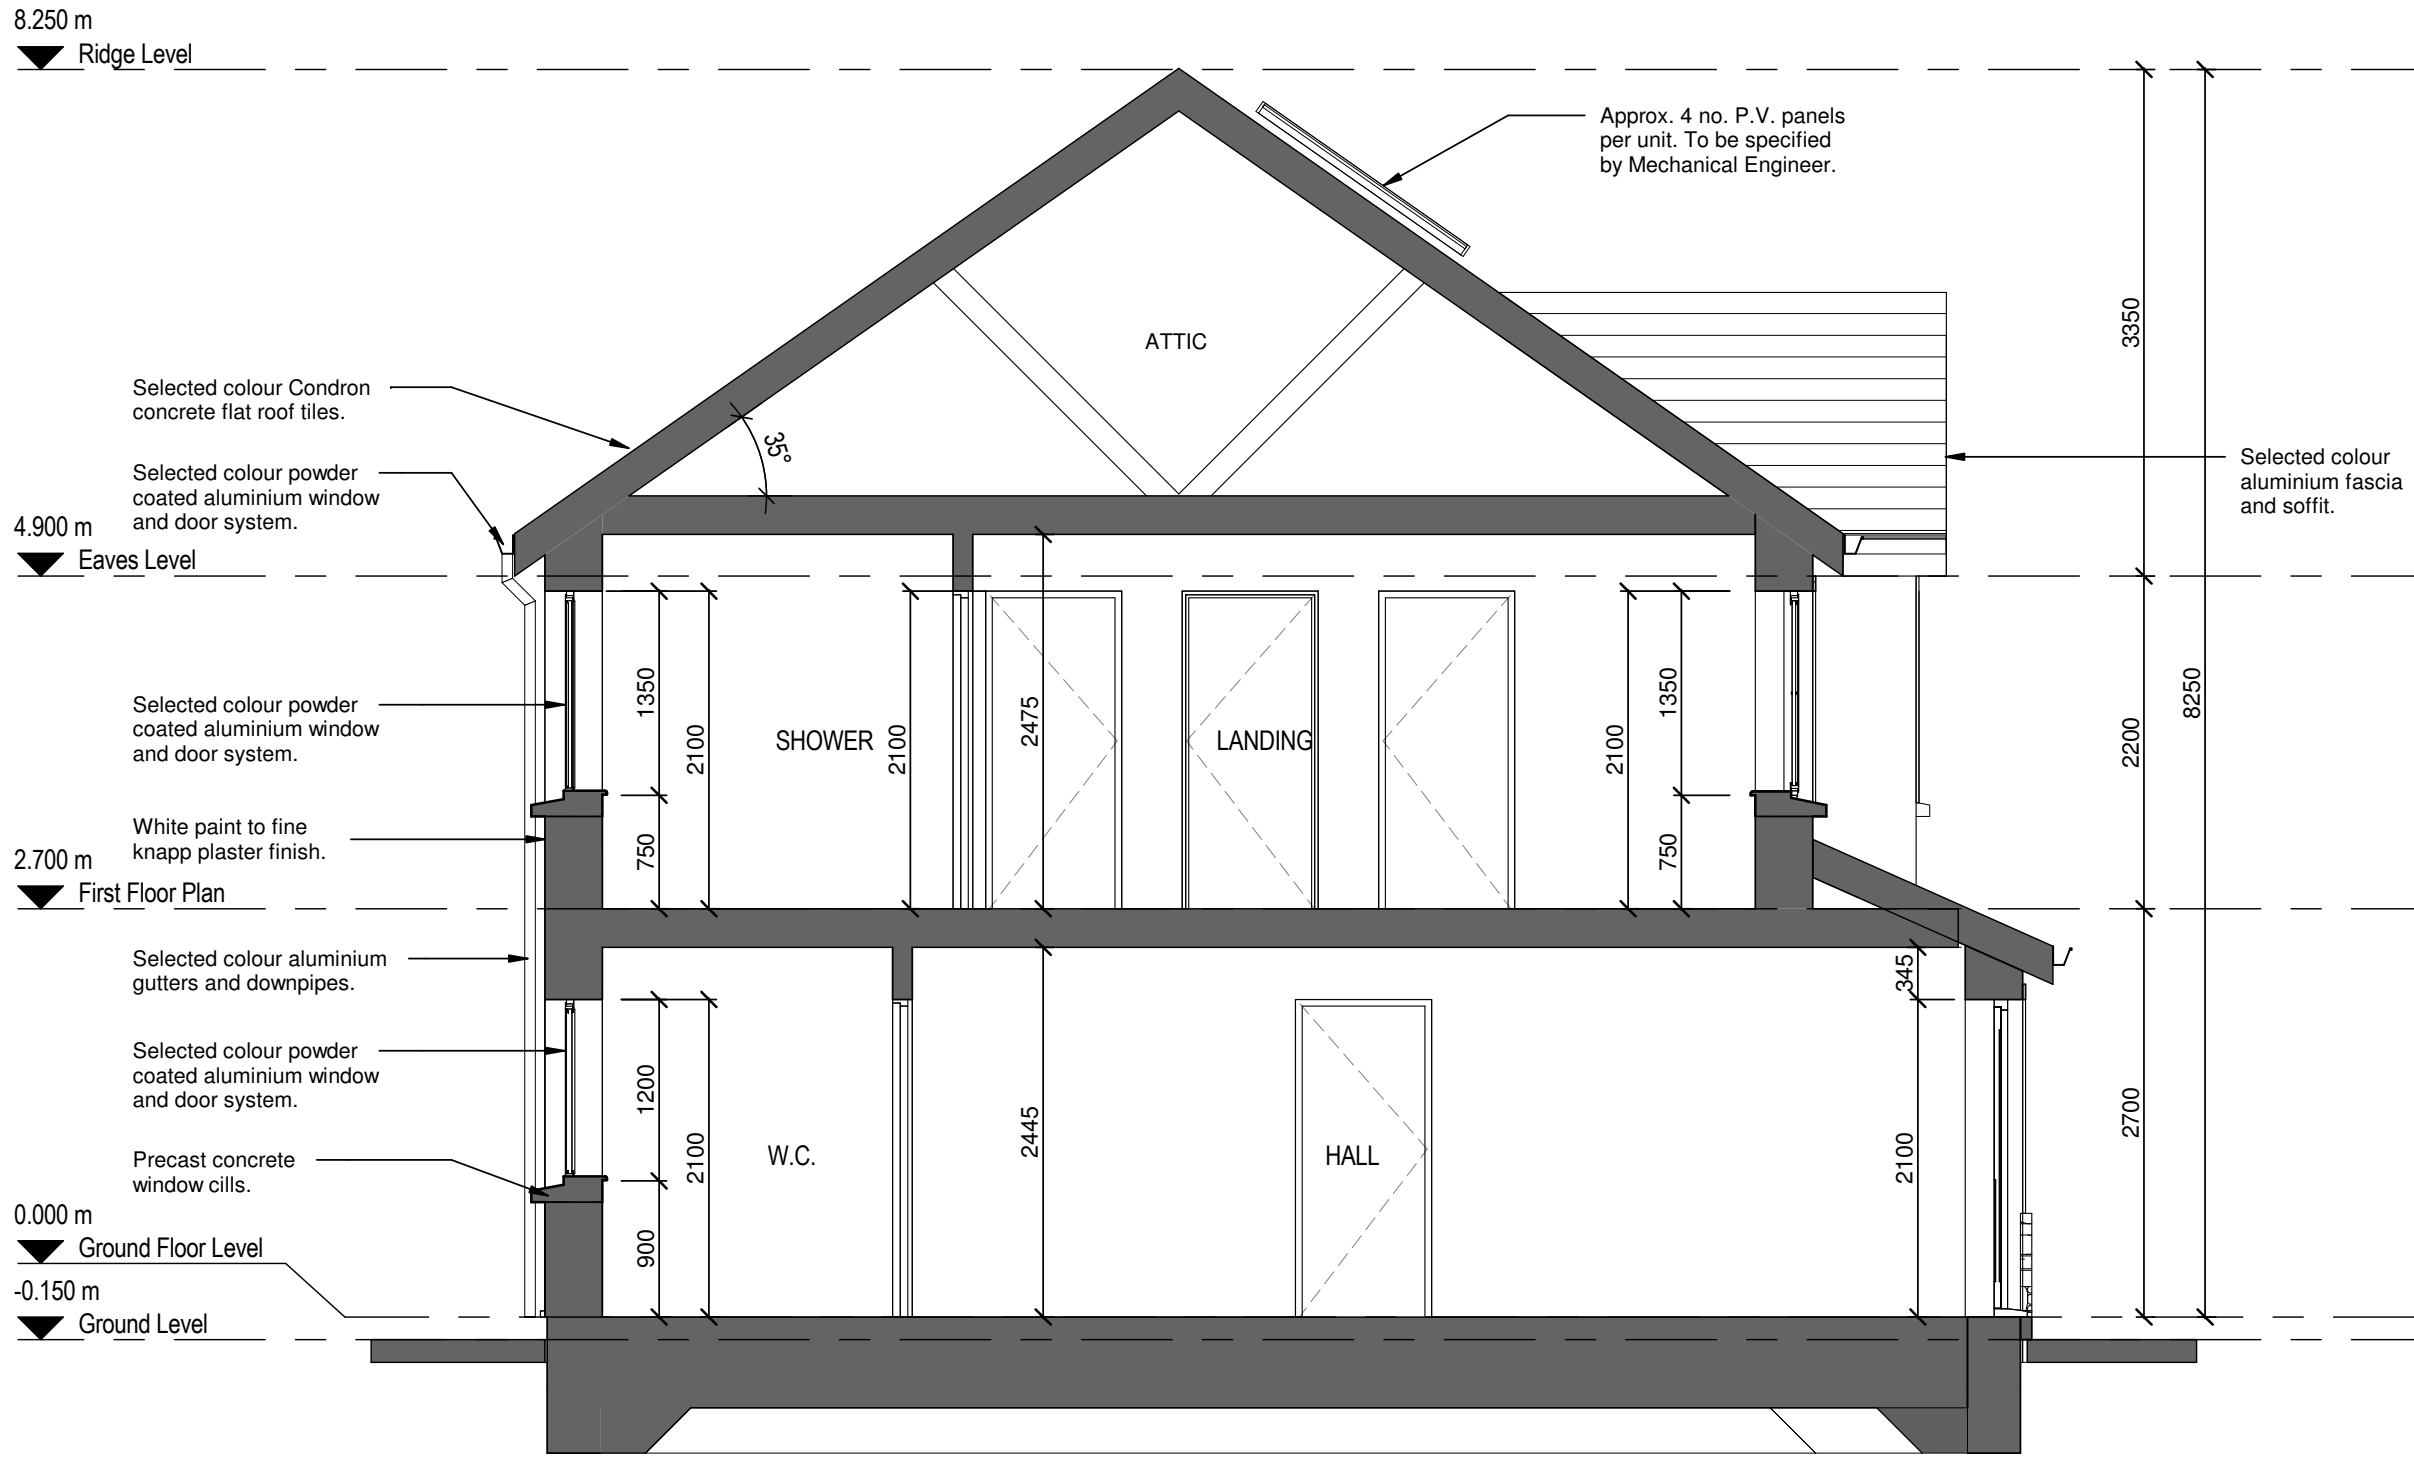 8.250 m
Ridge Level
Approx. 4 no. P.V. panels
per unit. To be specified
by Mechanical Engineer.
3350
ATTIC
Selected colour Condron
concrete flat roof tiles.
35°
Selected colour powder
coated aluminium window
and door system.
Selected colour
aluminium fascia
and soffit.
4.900 m
Eaves Level
Selected colour powder
coated aluminium window
and door system.
1350
2100
SHOWER
2100
2475
LANDING
2100
1350
2200
8250
White paint to fine
knapp plaster finish.
750
750
2.700 m
First Floor Plan
Selected colour aluminium
gutters and downpipes.
345
Selected colour powder
coated aluminium window
and door system.
1200
2100
W.C.
2445
HALL
2100
2700
Precast concrete
window cills.
900
0.000 m
Ground Floor Level
-0.150 m
Ground Level